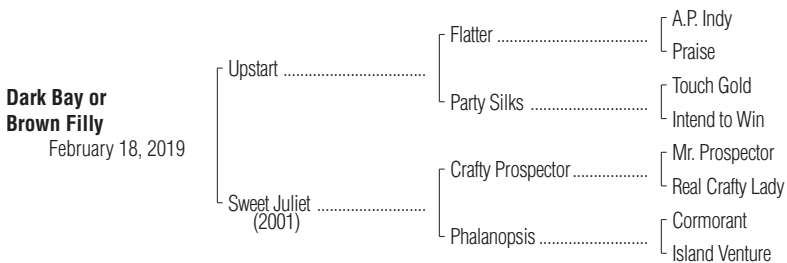 Dark Bay or
Brown Filly
February 18, 2019
Upstart ................................
Sweet Juliet ........................
(2001)
Flatter ..................................
Party Silks ..........................
Crafty Prospector .................
Phalanopsis ........................
A.P. Indy
Praise
Touch Gold
Intend to Win
Mr. Prospector
Real Crafty Lady
Cormorant
Island Venture